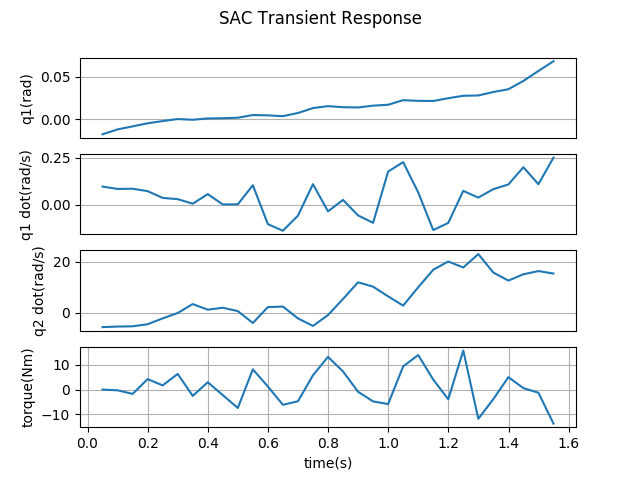 SAC Transient Response
q1(rad)
0.05
0.00
q1 dot(rad/s)
0.25
0.00
q2 dot(rad/s)
20
0
torque(Nm)
10
0
−10
0.0 0.2 0.4 0.6 0.8 1.0 1.2 1.4 1.6
time(s)